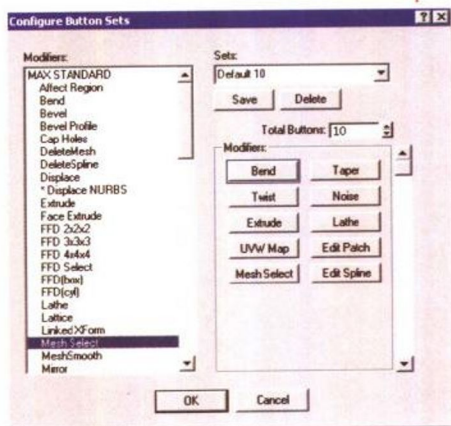 Configure Button Sets
Modifiers:
MAX STANDARD
Affect Region
Bend
Bevel
Bevel Profile
Cap Holes
DeleteMesh
DeleteSpline
Displace
* Displace NURBS
Extrude
Face Extrude
FFD 2x2x2
FFD 3x3x3
FFD 4x4x4
FFD Select
FFD(box)
FFD(cyl)
Lathe
Lattice
Linked XForm
Mesh Select
MeshSmooth
Mirror
Sets:
Default 10
Save Delete
Total Buttons: 10
Modifiers:
Bend Taper
Twist Noise
Extrude Lathe
UVW Map Edit Patch
Mesh Select Edit Spline
OK Cancel